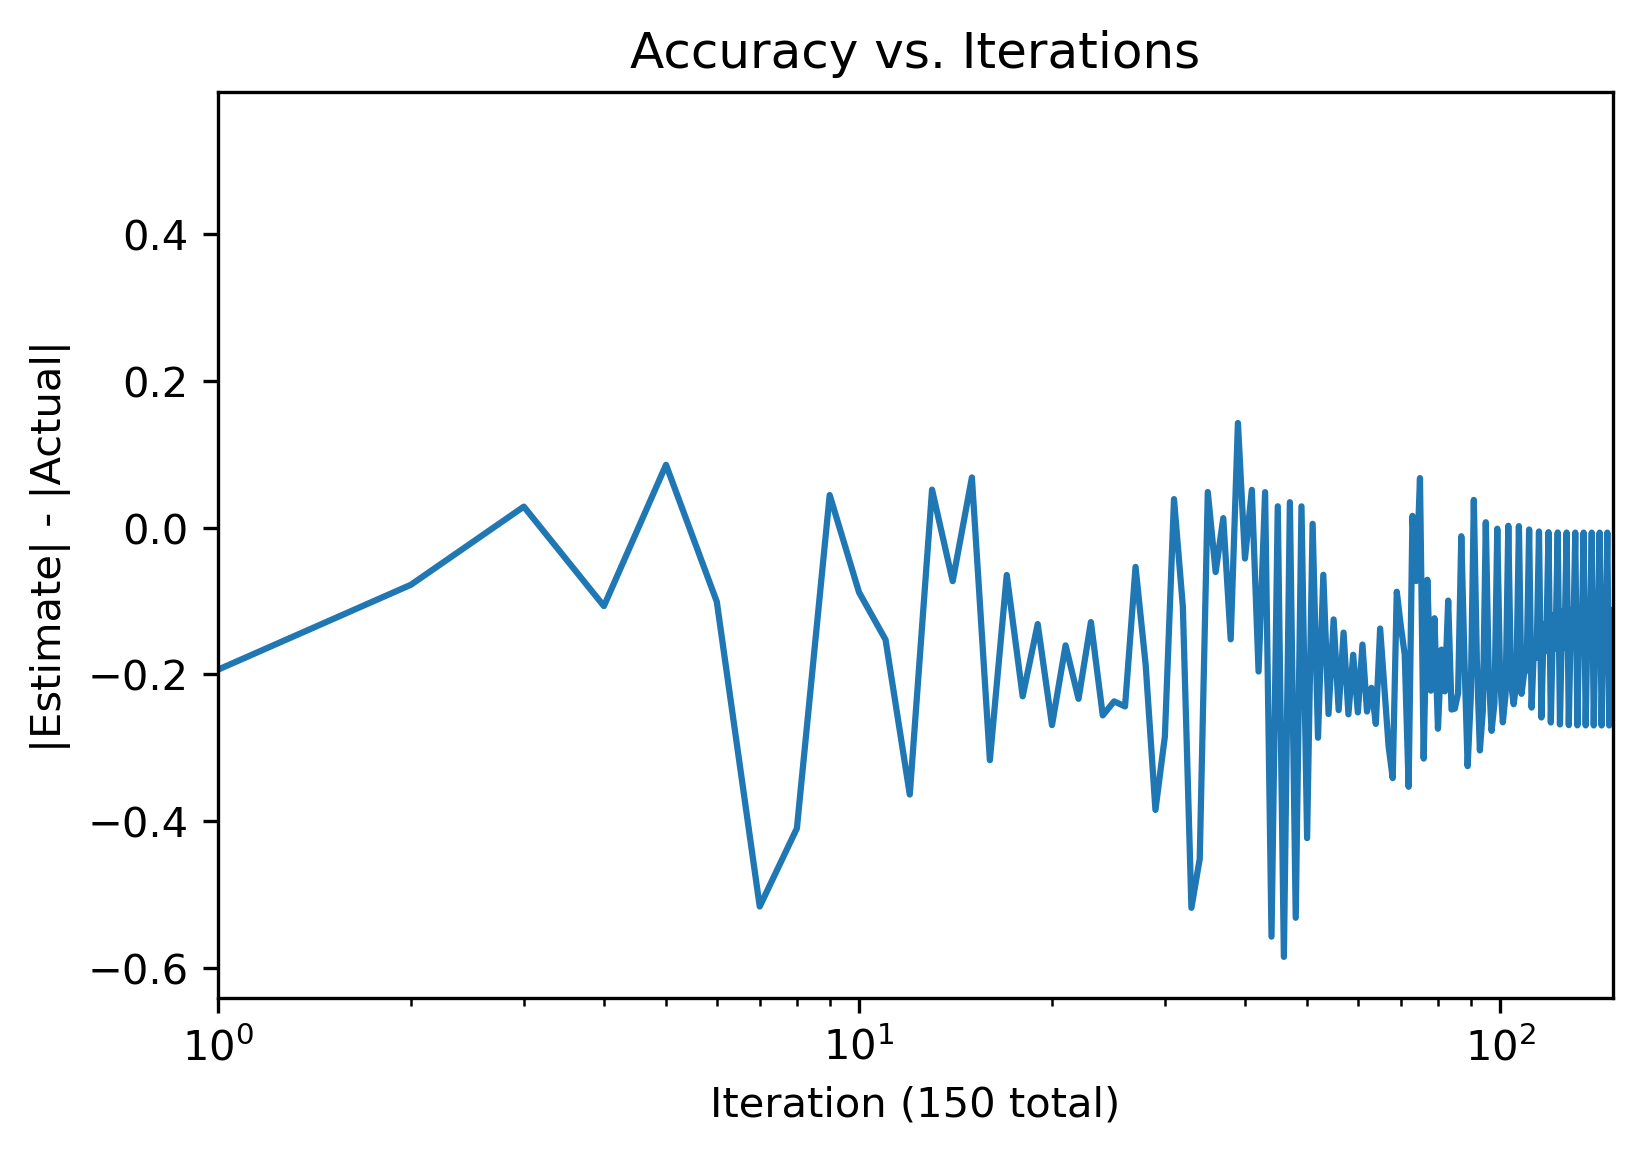 Accuracy vs. Iterations
|Estimate| - |Actual|
0.4
0.2
0.0
−0.2
−0.4
−0.6
10⁰ 10¹ 10²
Iteration (150 total)